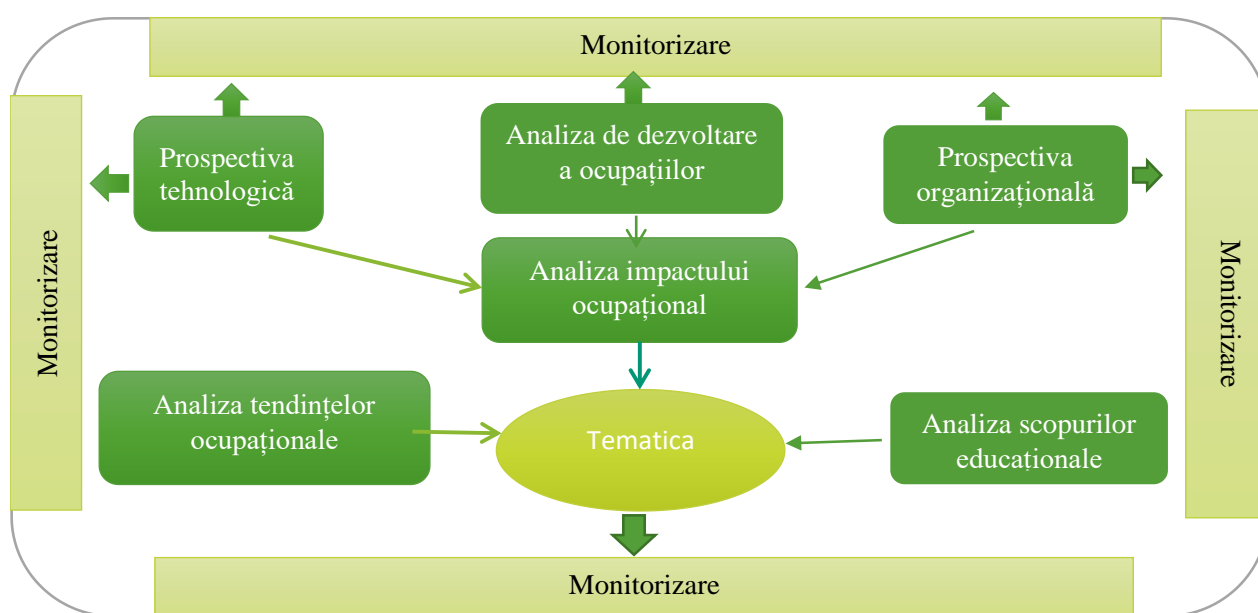 Monitorizare
Prospectiva
tehnologică
Analiza de dezvoltare
a ocupațiilor
Prospectiva
organizațională
Monitorizare
Analiza impactului
ocupațional
Monitorizare
Analiza tendințelor
ocupaționale
Tematica
Analiza scopurilor
educaționale
Monitorizare